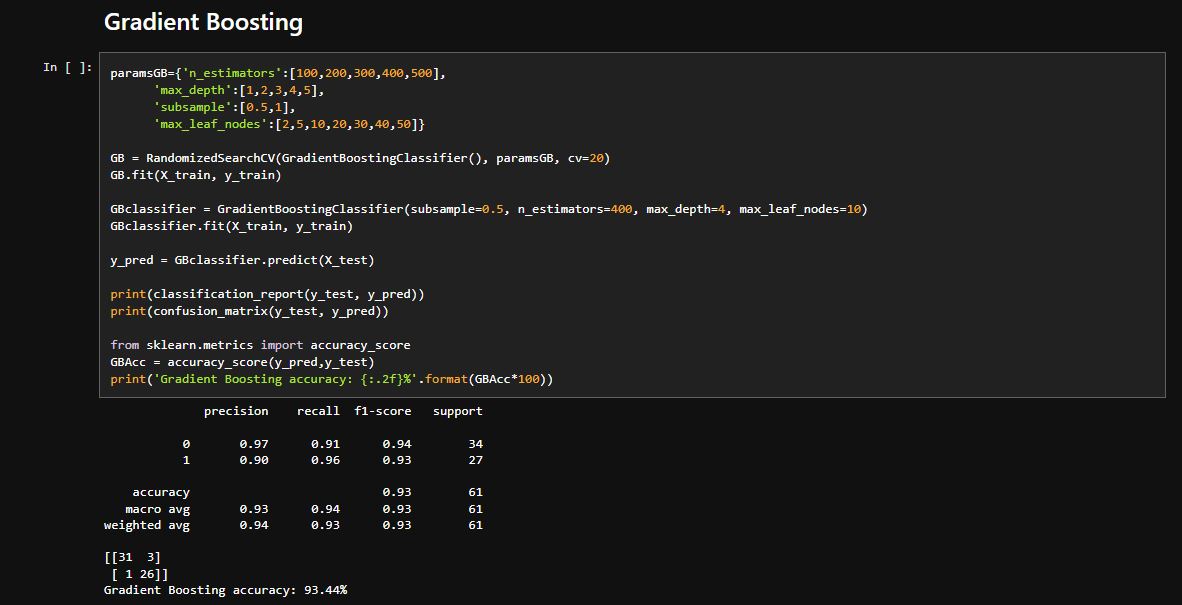 Gradient Boosting
In [ ]:
paramsGB={'n_estimators':[100,200,300,400,500],
'max_depth':[1,2,3,4,5],
'subsample':[0.5,1],
'max_leaf_nodes':[2,5,10,20,30,40,50]}
GB = RandomizedSearchCV(GradientBoostingClassifier(), paramsGB, cv=20)
GB.fit(X_train, y_train)
GBclassifier = GradientBoostingClassifier(subsample=0.5, n_estimators=400, max_depth=4, max_leaf_nodes=10)
GBclassifier.fit(X_train, y_train)
y_pred = GBclassifier.predict(X_test)
print(classification_report(y_test, y_pred))
print(confusion_matrix(y_test, y_pred))
from sklearn.metrics import accuracy_score
GBAcc = accuracy_score(y_pred,y_test)
print('Gradient Boosting accuracy: {:.2f}%'.format(GBAcc*100))
precision recall f1-score support
0 0.97 0.91 0.94 34
1 0.90 0.96 0.93 27
accuracy 0.93 61
macro avg 0.93 0.94 0.93 61
weighted avg 0.94 0.93 0.93 61
[[31 3]
[ 1 26]]
Gradient Boosting accuracy: 93.44%